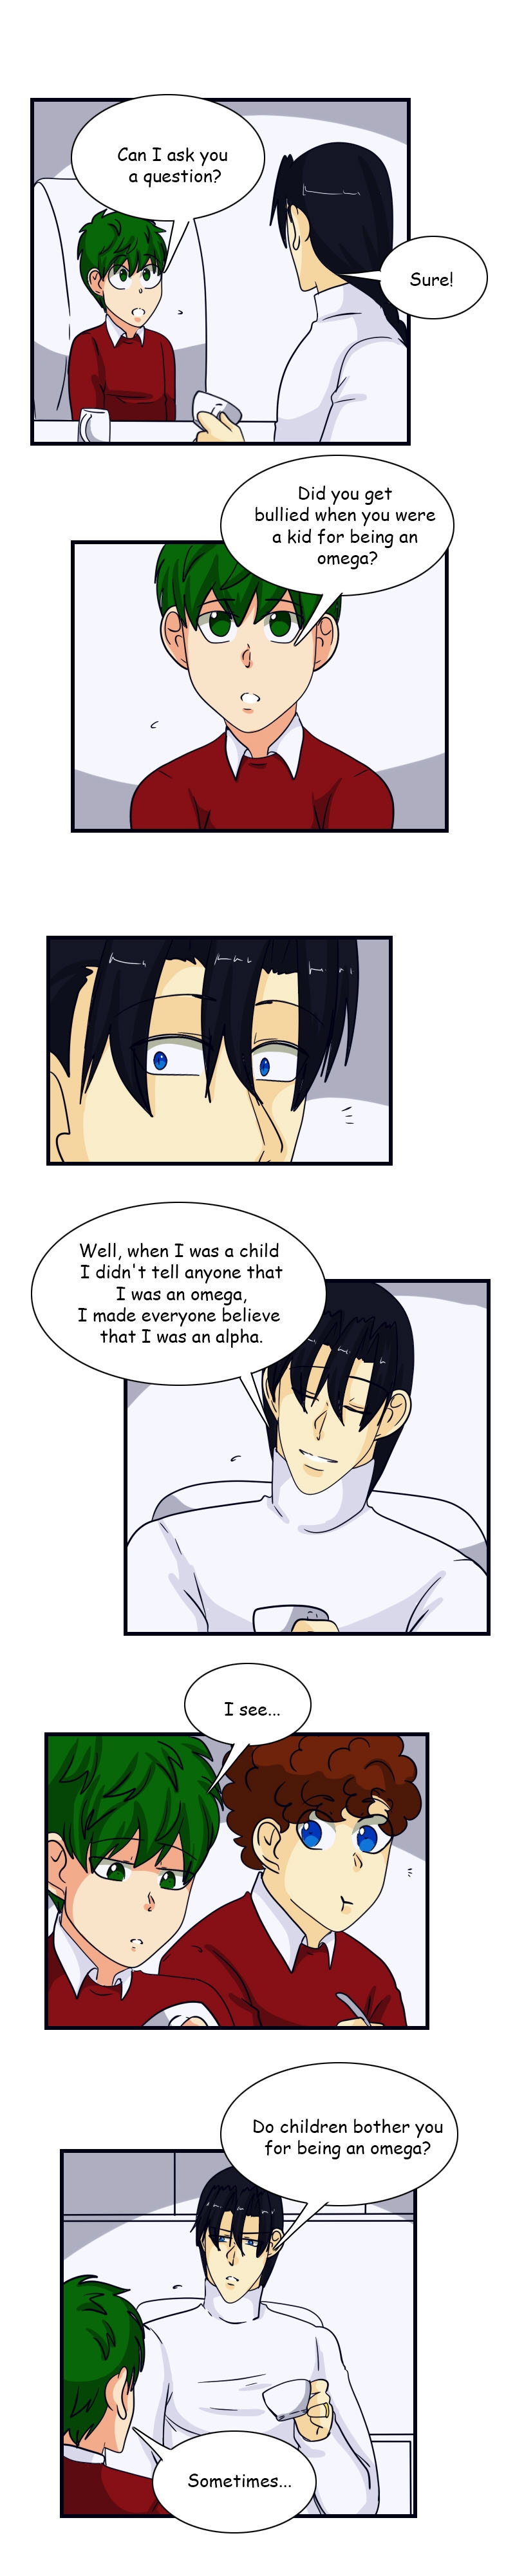 Can I ask you
a question?
Sure!
Did you get
bullied when you were
a kid for being an
omega?
Well, when I was a child
I didn't tell anyone that
I was an omega,
I made everyone believe
that I was an alpha.
I see...
Do children bother you
for being an omega?
Sometimes...